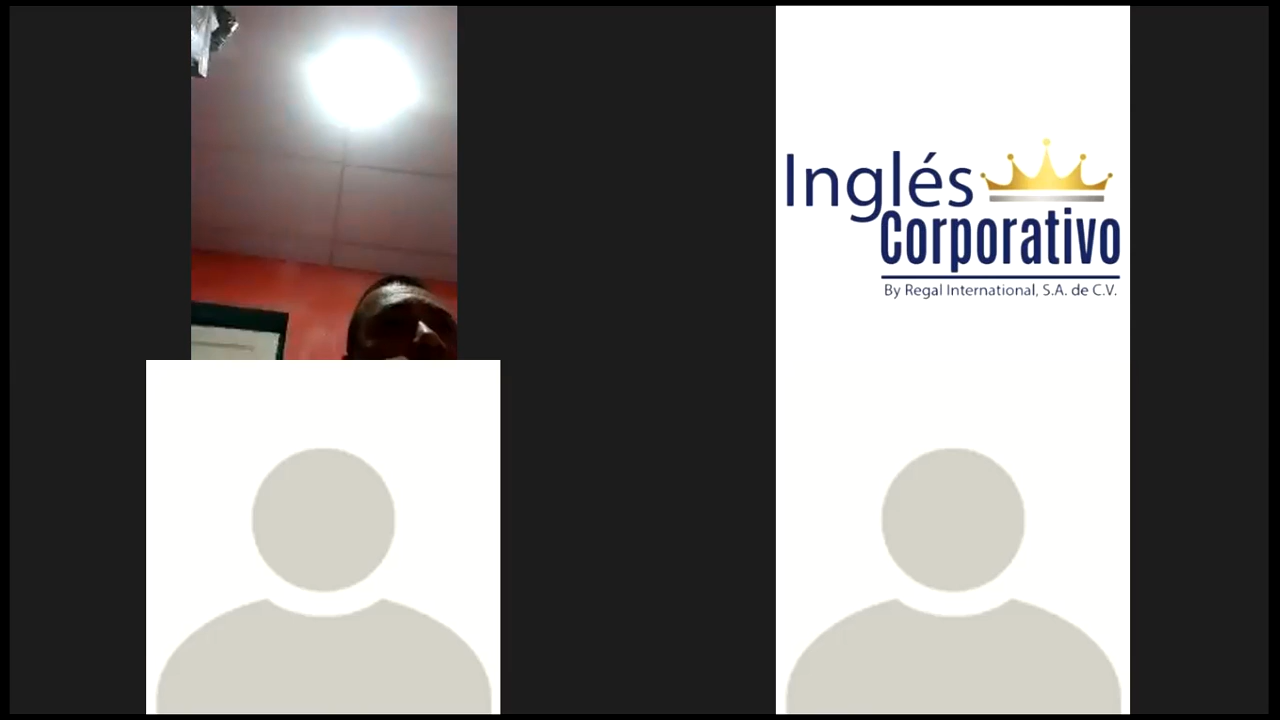 Inglés
Corporativo
By Regal International, S.A. de C.V.